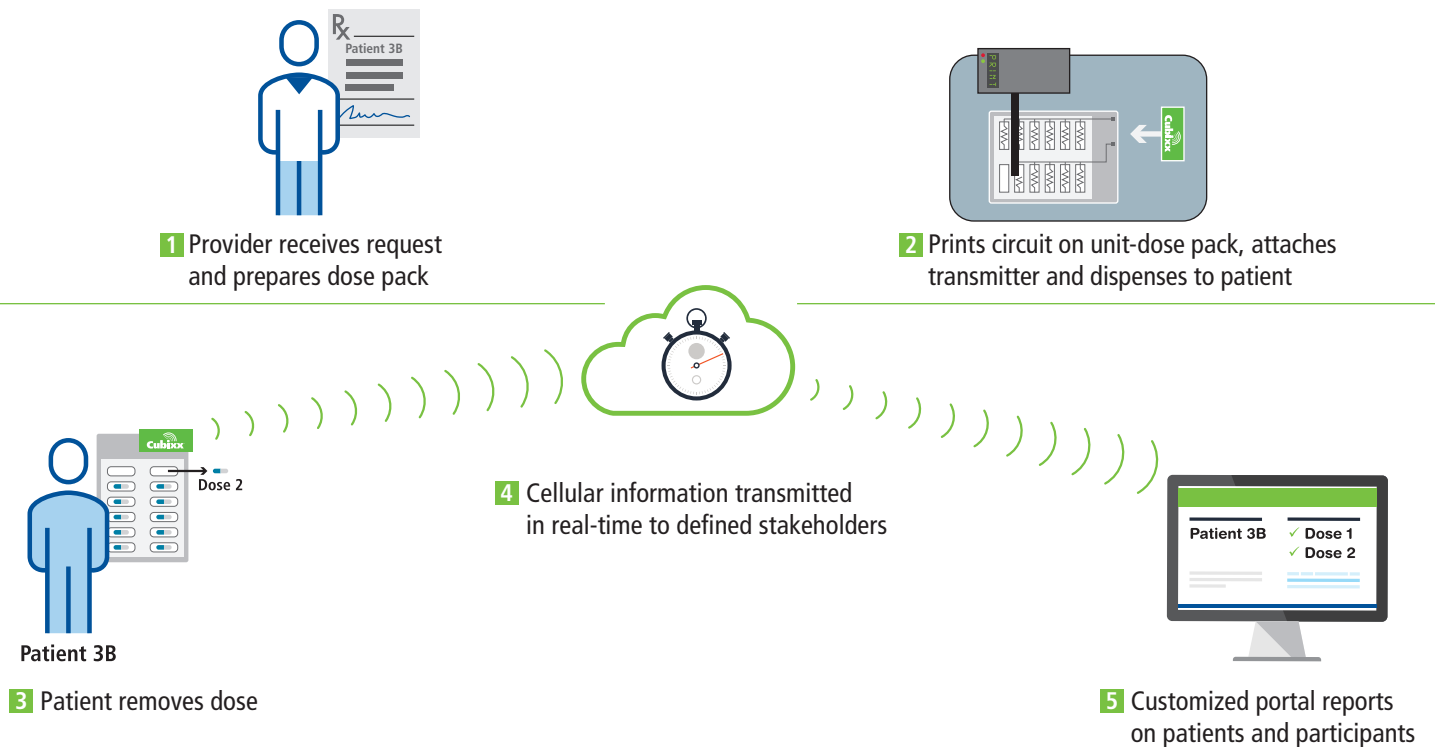 Rx
Patient 3B
PRINT
Cubixx
1 Provider receives request
and prepares dose pack
2 Prints circuit on unit-dose pack, attaches
transmitter and dispenses to patient
Cubixx
Dose 2
Patient 3B
3 Patient removes dose
4 Cellular information transmitted
in real-time to defined stakeholders
Patient 3B
✓ Dose 1
✓ Dose 2
5 Customized portal reports
on patients and participants